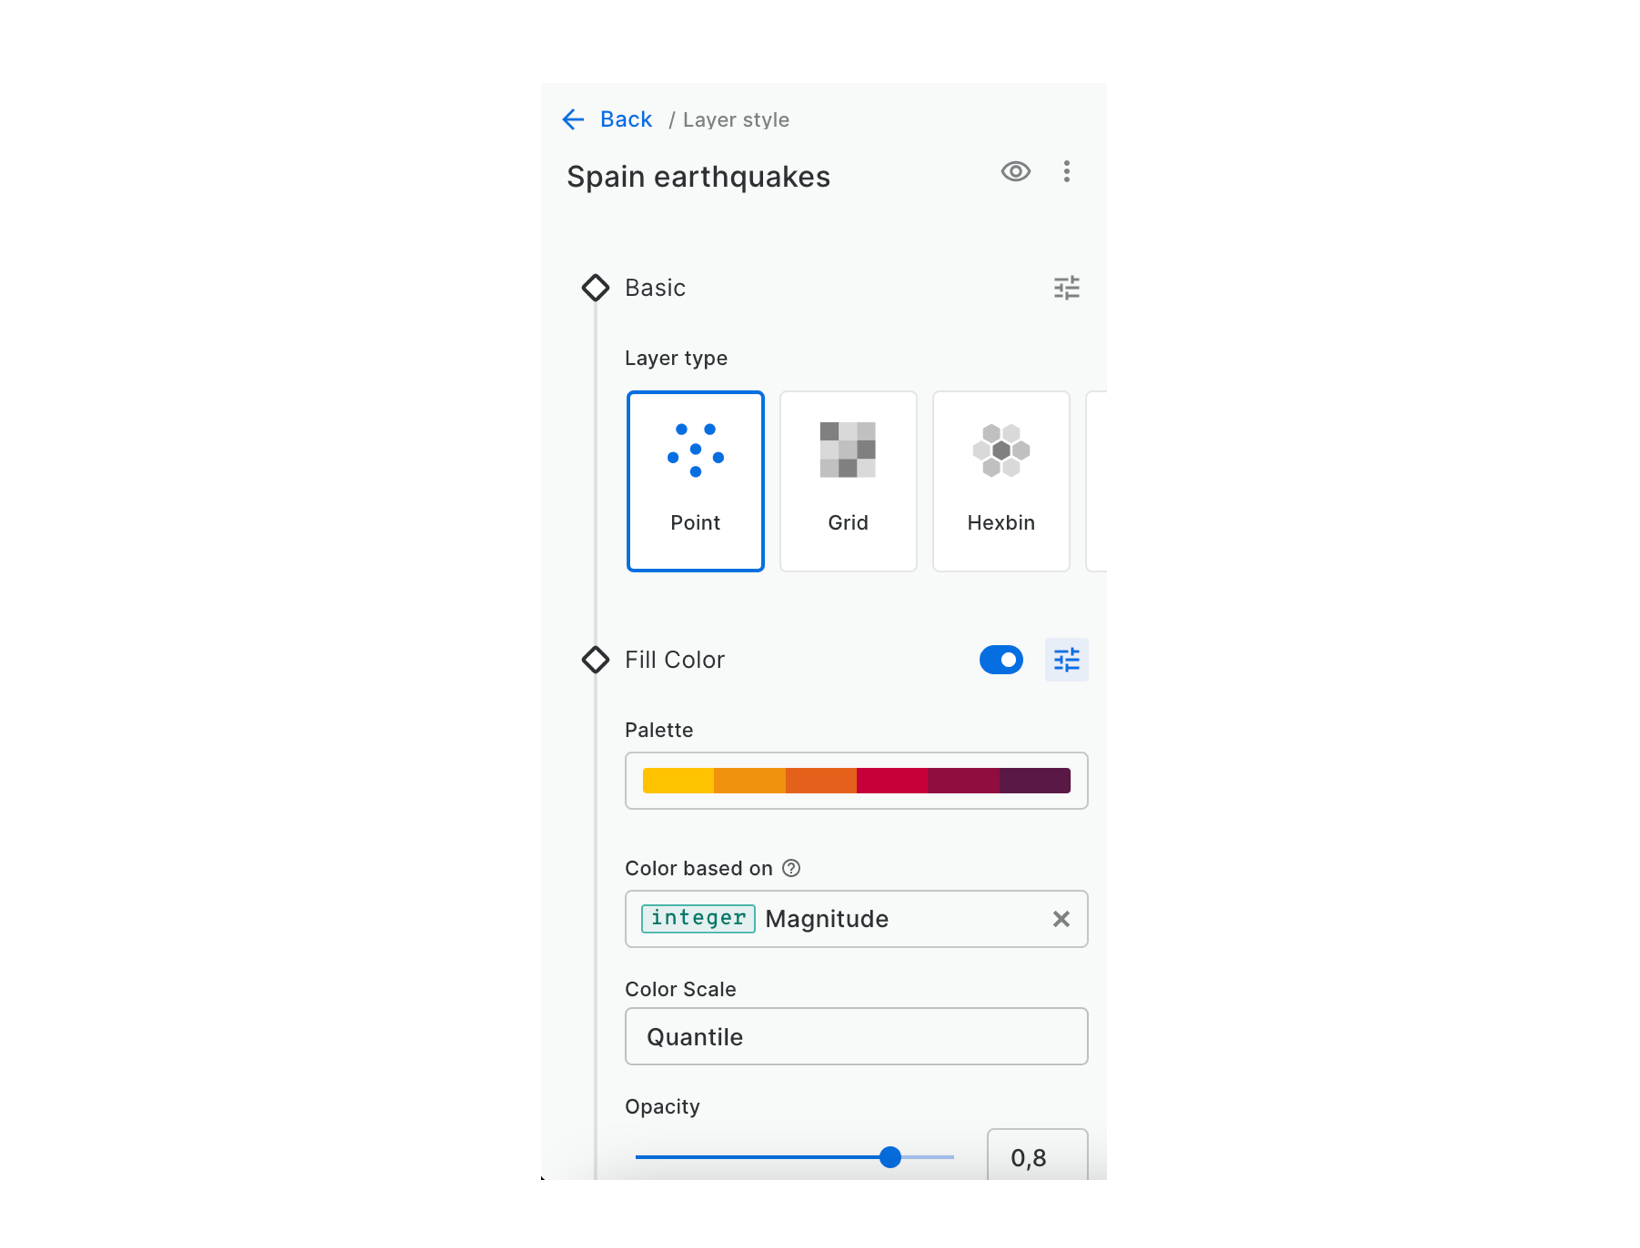 Back / Layer style
Spain earthquakes
Basic
Layer type
Point Grid Hexbin
Fill Color
Palette
Color based on ?
integer Magnitude
Color Scale
Quantile
Opacity
0,8